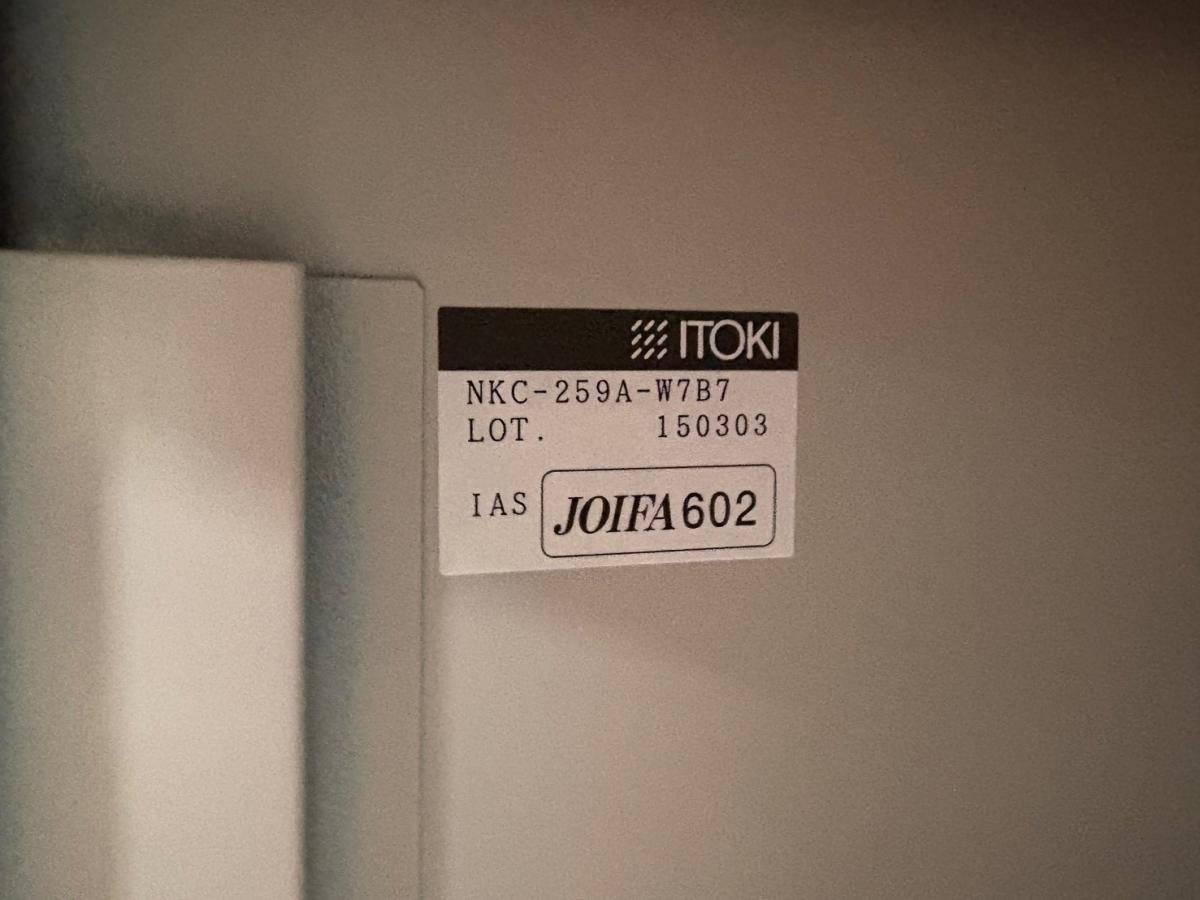 ITOKI
NKC-259A-W7B7
LOT. 150303
IAS JOIFA602